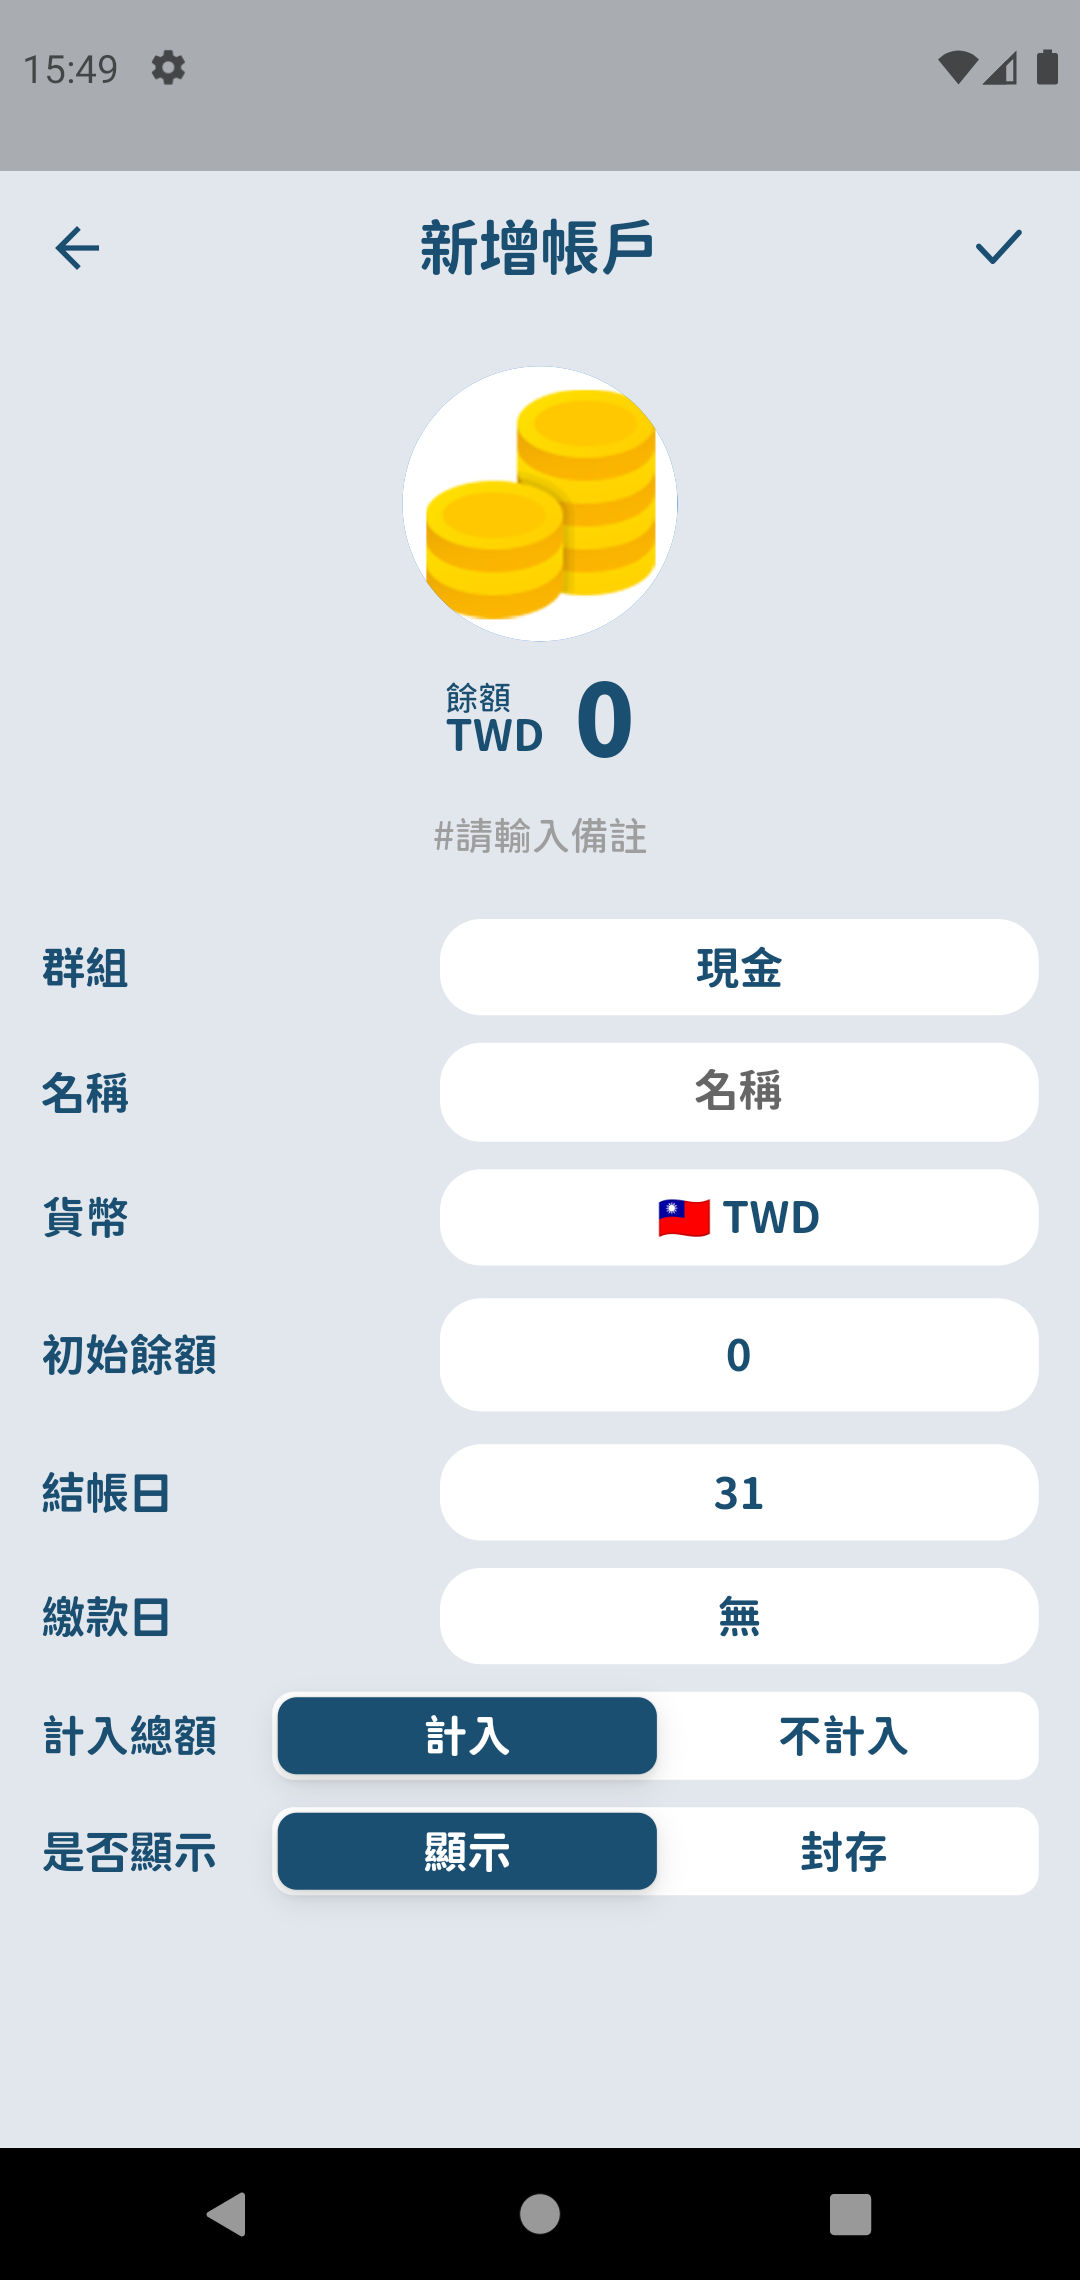 15:49
新增帳戶
餘額
TWD 0
#請輸入備註
群組 現金
名稱 名稱
貨幣 🇹🇼 TWD
初始餘額 0
結帳日 31
繳款日 無
計入總額 計入 不計入
是否顯示 顯示 封存